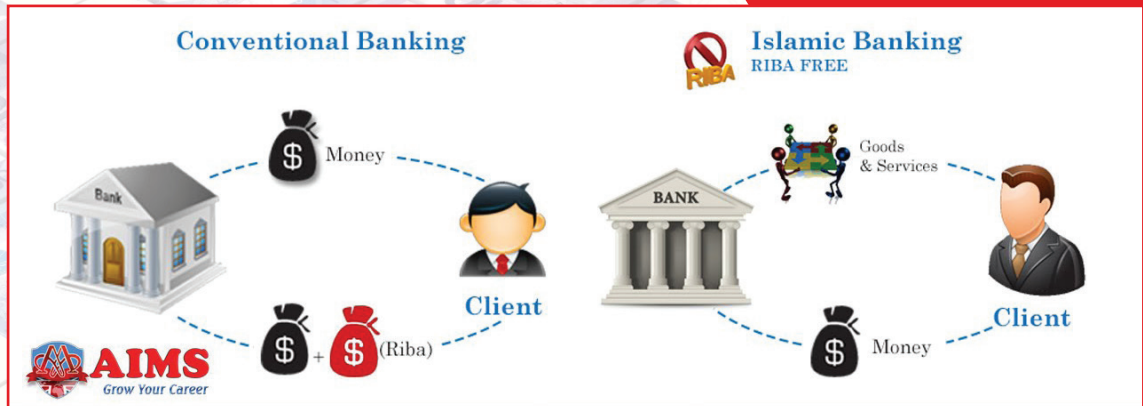 Conventional Banking
$ Money
Bank
Client
$ + $ (Riba)
AIMS
Grow Your Career
RIBA
Islamic Banking
RIBA FREE
Goods
& Services
BANK
Client
$ Money